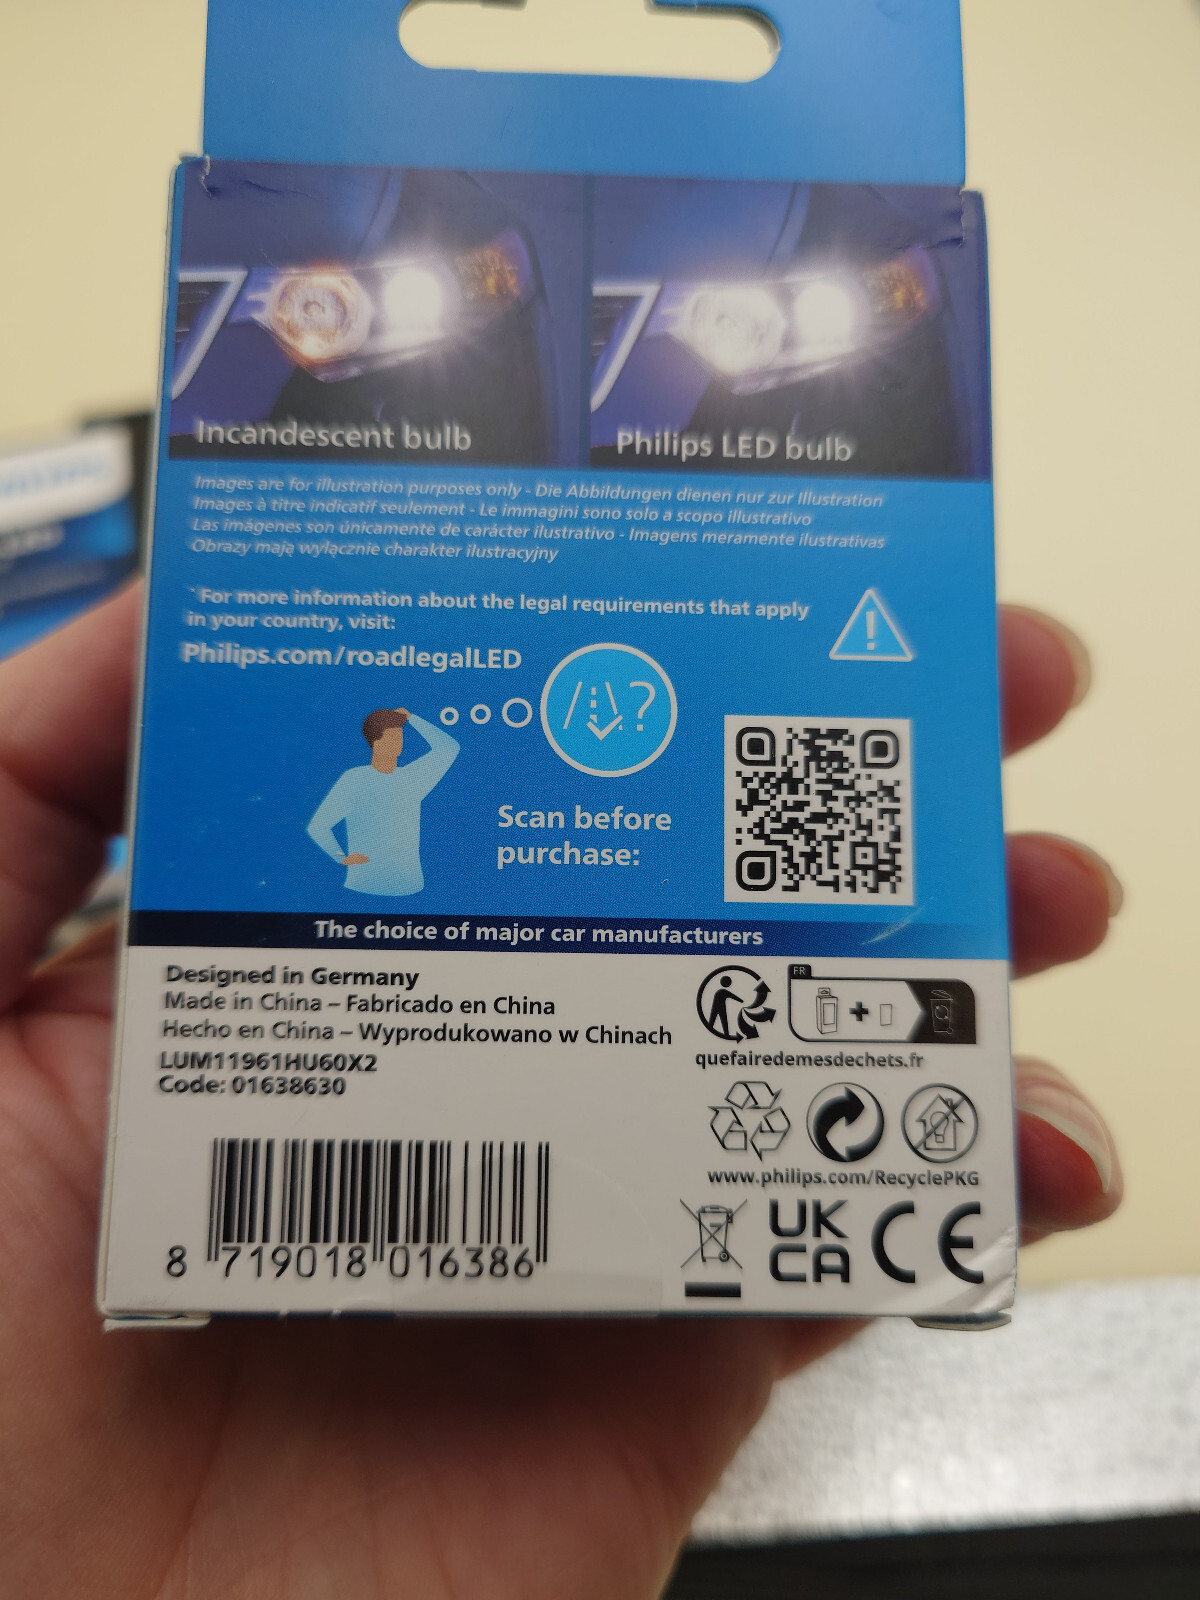 Incandescent bulb
Philips LED bulb
Images are for illustration purposes only - Die Abbildungen dienen nur zur Illustration
Images à titre indicatif seulement - Le immagini sono solo a scopo illustrativo
Las imágenes son únicamente de carácter ilustrativo - Imagens meramente ilustrativas
Obrazy mają wyłącznie charakter ilustracyjny
*For more information about the legal requirements that apply
in your country, visit:
Philips.com/roadlegalLED
?
!
Scan before
purchase:
The choice of major car manufacturers
Designed in Germany
Made in China – Fabricado en China
Hecho en China – Wyprodukowano w Chinach
LUM11961HU60X2
Code: 01638630
FR
+
quefairedemesdechets.fr
www.philips.com/RecyclePKG
UK
CA
CE
8 719018 016386